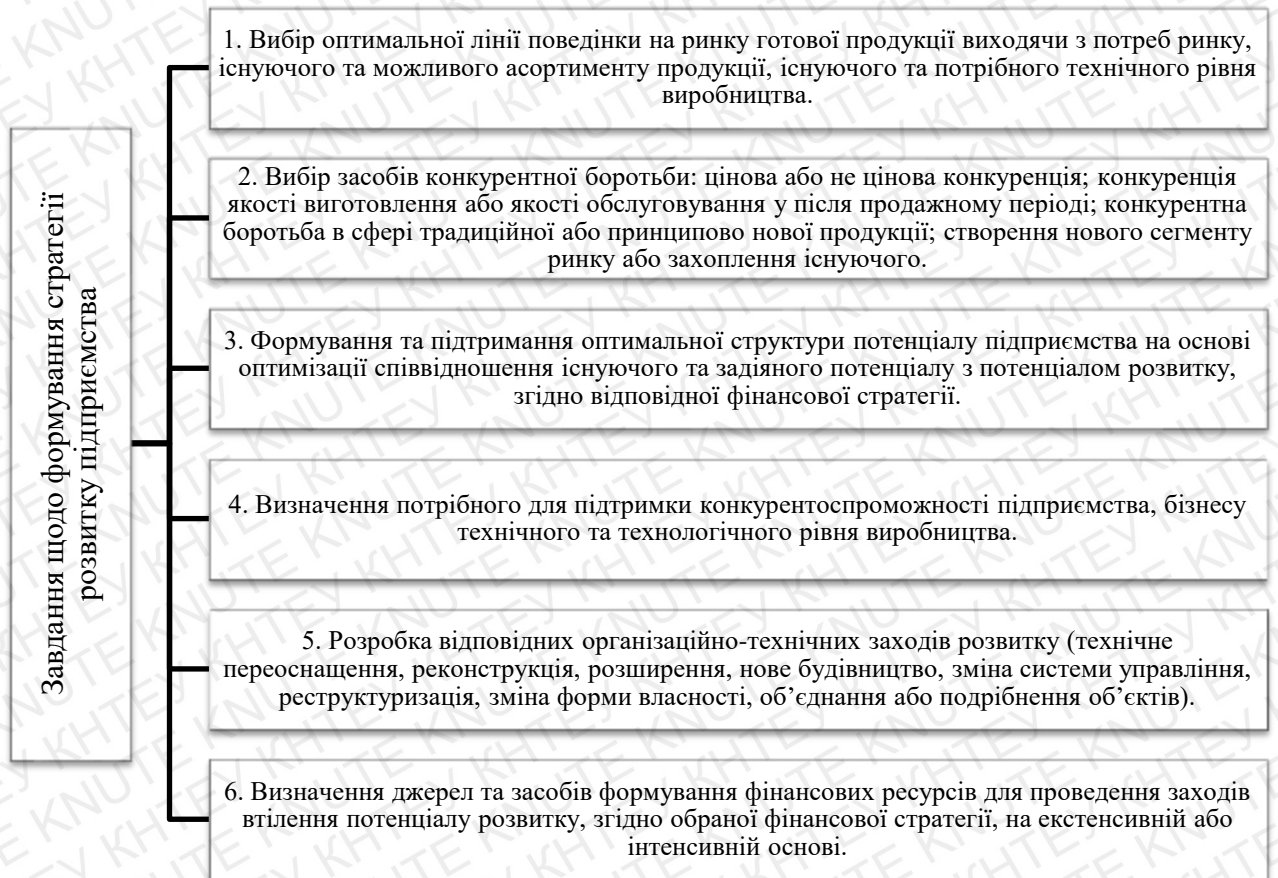 Завдання щодо формування стратегії
розвитку підприємства
1. Вибір оптимальної лінії поведінки на ринку готової продукції виходячи з потреб ринку,
існуючого та можливого асортименту продукції, існуючого та потрібного технічного рівня
виробництва.
2. Вибір засобів конкурентної боротьби: цінова або не цінова конкуренція; конкуренція
якості виготовлення або якості обслуговування у після продажному періоді; конкурентна
боротьба в сфері традиційної або принципово нової продукції; створення нового сегменту
ринку або захоплення існуючого.
3. Формування та підтримання оптимальної структури потенціалу підприємства на основі
оптимізації співвідношення існуючого та задіяного потенціалу з потенціалом розвитку,
згідно відповідної фінансової стратегії.
4. Визначення потрібного для підтримки конкурентоспроможності підприємства, бізнесу
технічного та технологічного рівня виробництва.
5. Розробка відповідних організаційно-технічних заходів розвитку (технічне
переоснащення, реконструкція, розширення, нове будівництво, зміна системи управління,
реструктуризація, зміна форми власності, об’єднання або подрібнення об’єктів).
6. Визначення джерел та засобів формування фінансових ресурсів для проведення заходів
втілення потенціалу розвитку, згідно обраної фінансової стратегії, на екстенсивній або
інтенсивній основі.